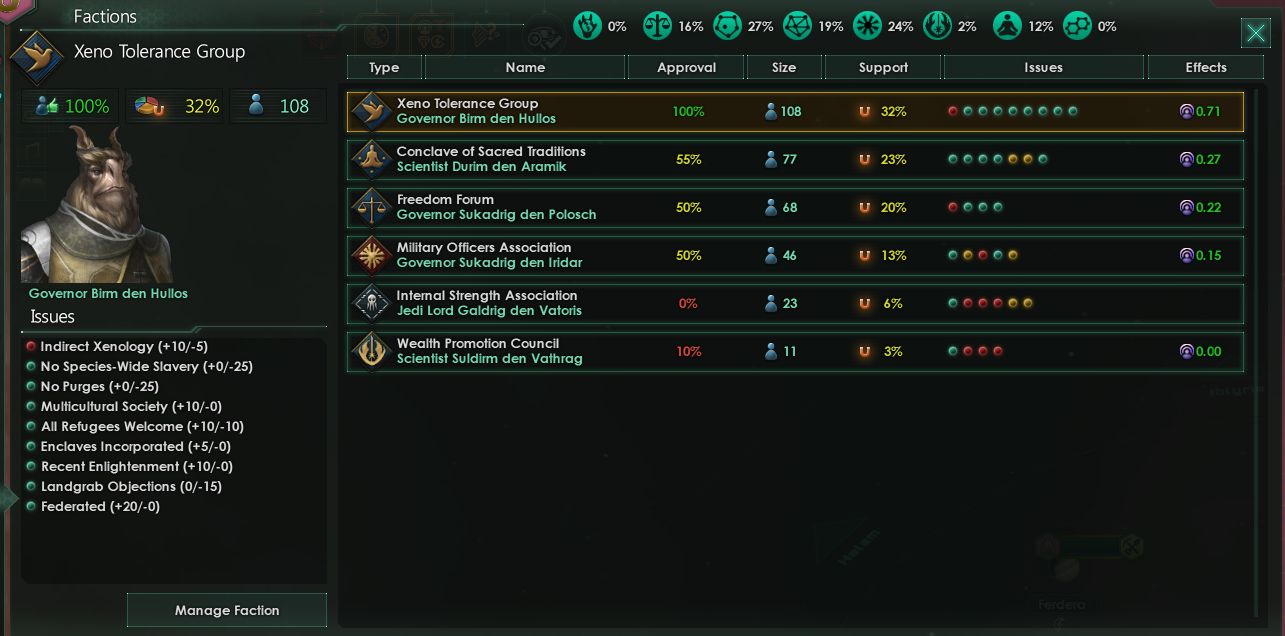 Factions
0% 16% 27% 19% 24% 2% 12% 0%
Xeno Tolerance Group
100% 32% 108
Governor Birm den Hullos
Issues
Indirect Xenology (+10/-5)
No Species-Wide Slavery (+0/-25)
No Purges (+0/-25)
Multicultural Society (+10/-0)
All Refugees Welcome (+10/-10)
Enclaves Incorporated (+5/-0)
Recent Enlightenment (+10/-0)
Landgrab Objections (0/-15)
Federated (+20/-0)
Manage Faction
Type Name Approval Size Support Issues Effects
Xeno Tolerance Group
Governor Birm den Hullos
100% 108 32% 0.71
Conclave of Sacred Traditions
Scientist Durim den Aramik
55% 77 23% 0.27
Freedom Forum
Governor Sukadrig den Polosch
50% 68 20% 0.22
Military Officers Association
Governor Sukadrig den Iridar
50% 46 13% 0.15
Internal Strength Association
Jedi Lord Galdrig den Vatoris
0% 23 6%
Wealth Promotion Council
Scientist Suldirm den Vathrag
10% 11 3% 0.00
Ferdera